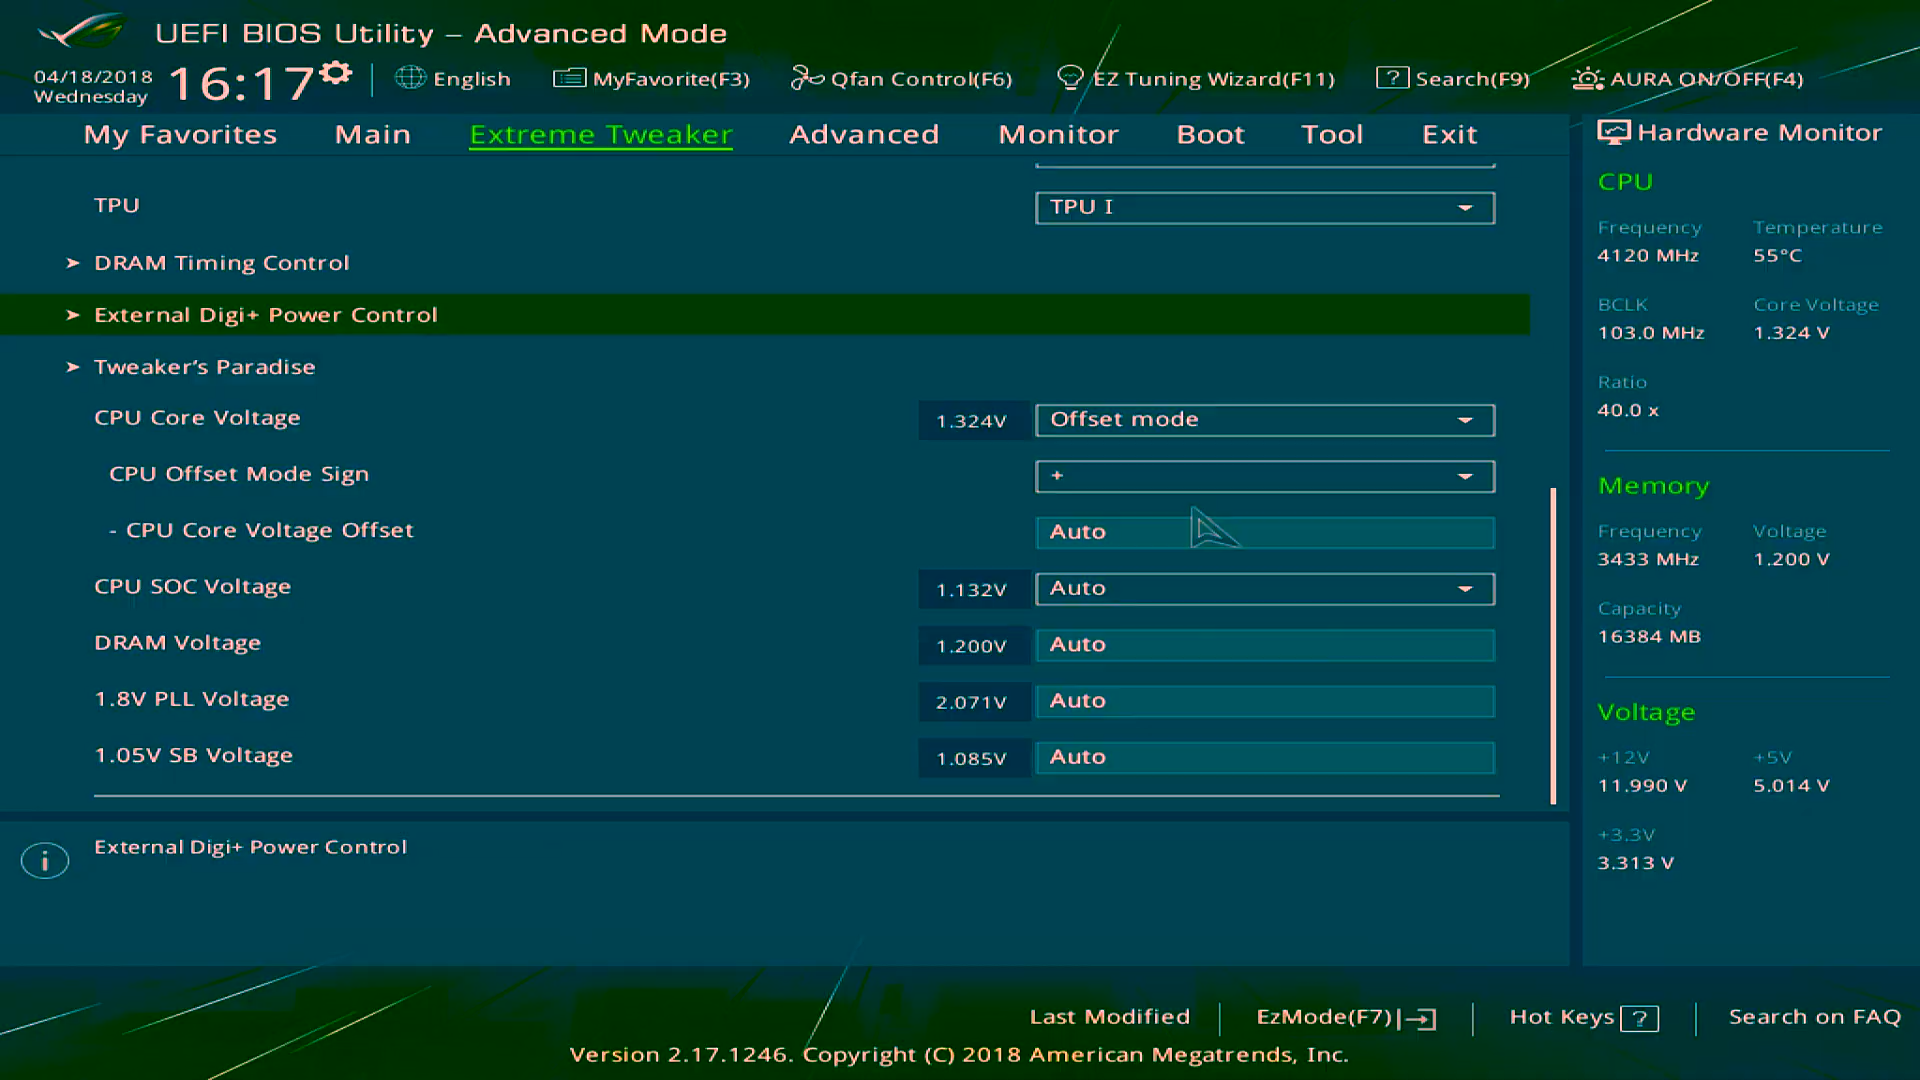 UEFI BIOS Utility – Advanced Mode
04/18/2018
Wednesday
16:17
English
MyFavorite(F3)
Qfan Control(F6)
EZ Tuning Wizard(F11)
? Search(F9)
AURA ON/OFF(F4)
My Favorites
Main
Extreme Tweaker
Advanced
Monitor
Boot
Tool
Exit
TPU
TPU I
> DRAM Timing Control
> External Digi+ Power Control
> Tweaker's Paradise
CPU Core Voltage 1.324V Offset mode
CPU Offset Mode Sign +
- CPU Core Voltage Offset Auto
CPU SOC Voltage 1.132V Auto
DRAM Voltage 1.200V Auto
1.8V PLL Voltage 2.071V Auto
1.05V SB Voltage 1.085V Auto
i External Digi+ Power Control
Hardware Monitor
CPU
Frequency Temperature
4120 MHz 55°C
BCLK Core Voltage
103.0 MHz 1.324 V
Ratio
40.0 x
Memory
Frequency Voltage
3433 MHz 1.200 V
Capacity
16384 MB
Voltage
+12V +5V
11.990 V 5.014 V
+3.3V
3.313 V
Last Modified
EzMode(F7)
Hot Keys ?
Search on FAQ
Version 2.17.1246. Copyright (C) 2018 American Megatrends, Inc.